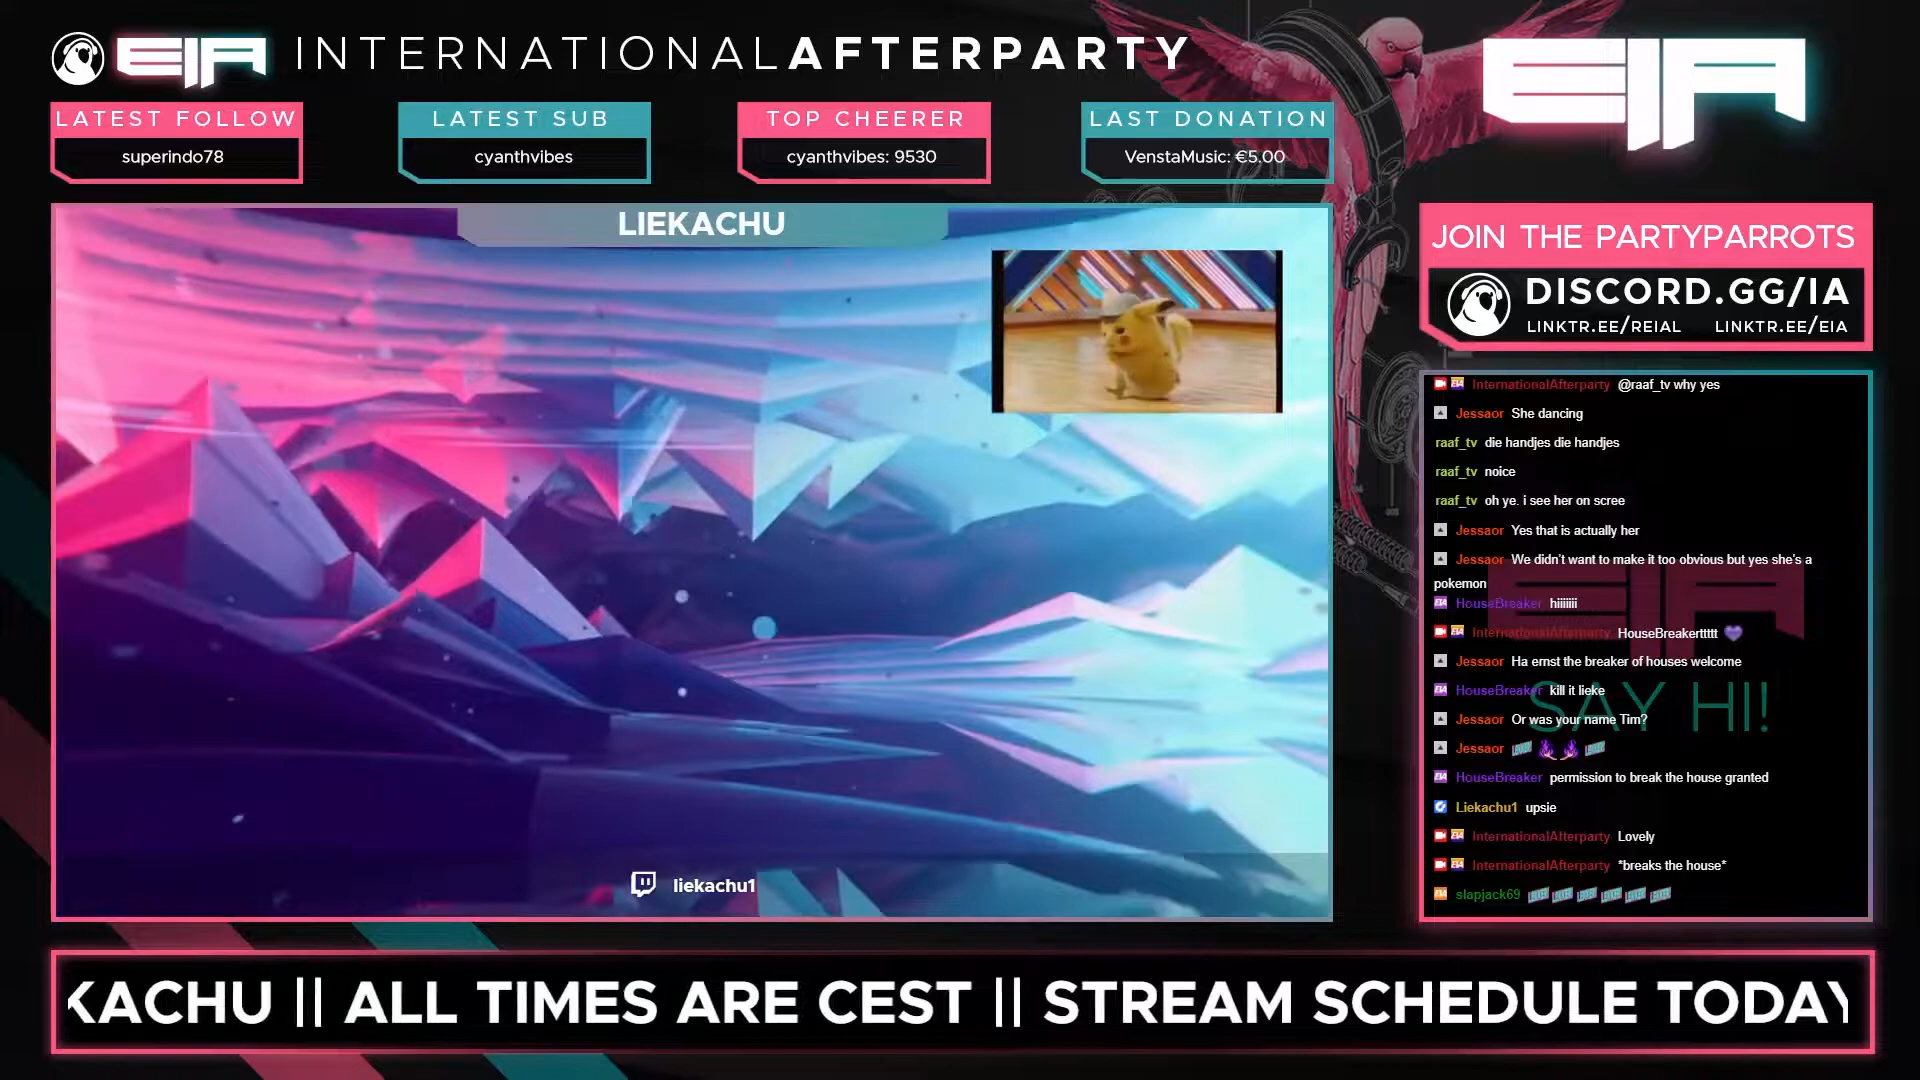 EIA INTERNATIONALAFTERPARTY
EIA
LATEST FOLLOW
superindo78
LATEST SUB
cyanthvibes
TOP CHEERER
cyanthvibes: 9530
LAST DONATION
VenstaMusic: €5.00
LIEKACHU
liekachu1
JOIN THE PARTYPARROTS
DISCORD.GG/IA
LINKTR.EE/REIAL LINKTR.EE/EIA
InternationalAfterparty @raaf_tv why yes
Jessaor She dancing
raaf_tv die handjes die handjes
raaf_tv noice
raaf_tv oh ye. i see her on scree
Jessaor Yes that is actually her
Jessaor We didn't want to make it too obvious but yes she's a
pokemon
HouseBreaker hiiiiiii
InternationalAfterparty HouseBreakerttttt
Jessaor Ha ernst the breaker of houses welcome
HouseBreaker kill it lieke
Jessaor Or was your name Tim?
Jessaor
HouseBreaker permission to break the house granted
Liekachu1 upsie
InternationalAfterparty Lovely
InternationalAfterparty *breaks the house*
slapjack69
EIA
SAY HI!
KACHU || ALL TIMES ARE CEST || STREAM SCHEDULE TODAY